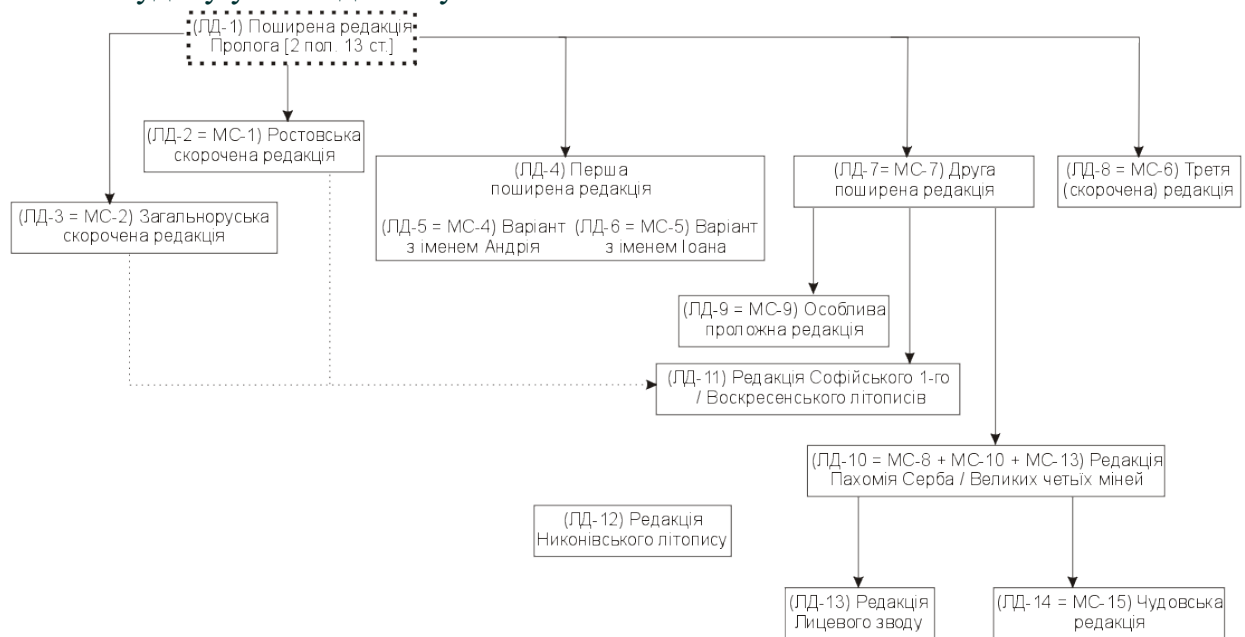 (ЛД-1) Поширена редакція
Пролога [2 пол. 13 ст.]
(ЛД-2 = МС-1) Ростовська
скорочена редакція
(ЛД-3 = МС-2) Загальноруська
скорочена редакція
(ЛД-4) Перша
поширена редакція
(ЛД-5 = МС-4) Варіант
з іменем Андрія
(ЛД-6 = МС-5) Варіант
з іменем Іоана
(ЛД-7= МС-7) Друга
поширена редакція
(ЛД-8 = МС-6) Третя
(скорочена) редакція
(ЛД-9 = МС-9) Особлива
проложна редакція
(ЛД-11) Редакція Софійського 1-го
/ Воскресенського літописів
(ЛД-10 = МС-8 + МС-10 + МС-13) Редакція
Пахомія Серба / Великих четьїх міней
(ЛД-12) Редакція
Никонівського літопису
(ЛД-13) Редакція
Лицевого зводу
(ЛД-14 = МС-15) Чудовська
редакція